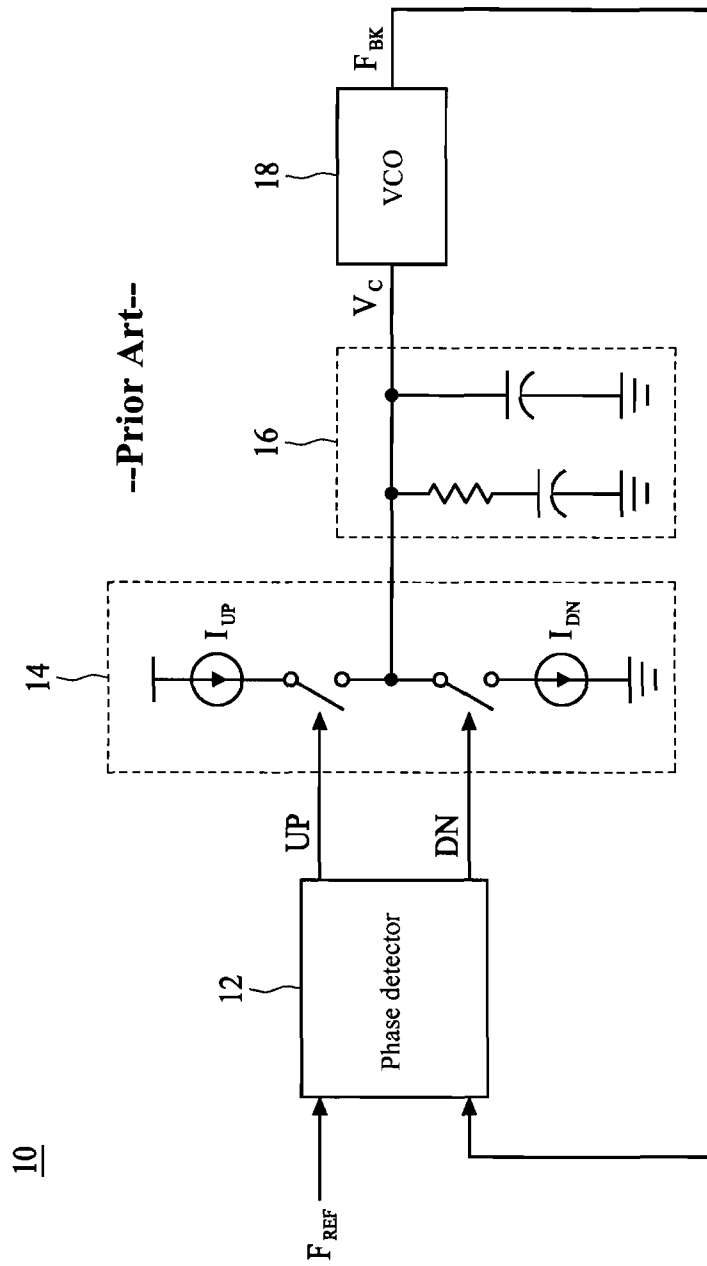 10
--Prior Art--
F_REF
12
Phase detector
UP
DN
14
I_UP
I_DN
16
V_C
18
VCO
F_BK